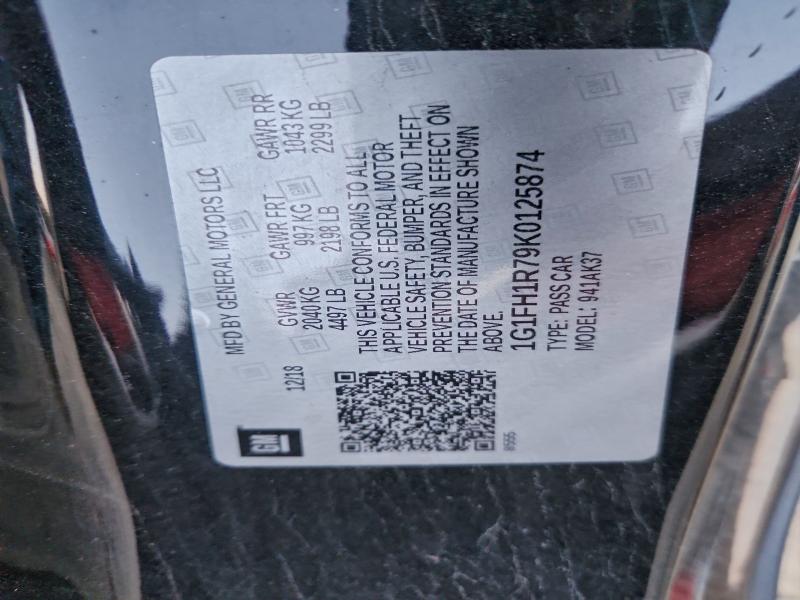 GM
MFD BY GENERAL MOTORS LLC
12/18
GVWR GAWR FRT GAWR RR
2040 KG 997 KG 1043 KG
4497 LB 2198 LB 2299 LB
THIS VEHICLE CONFORMS TO ALL
APPLICABLE U.S. FEDERAL MOTOR
VEHICLE SAFETY, BUMPER, AND THEFT
PREVENTION STANDARDS IN EFFECT ON
THE DATE OF MANUFACTURE SHOWN
ABOVE.
1G1FH1R79K0125874
TYPE: PASS CAR
MODEL: 941AK37